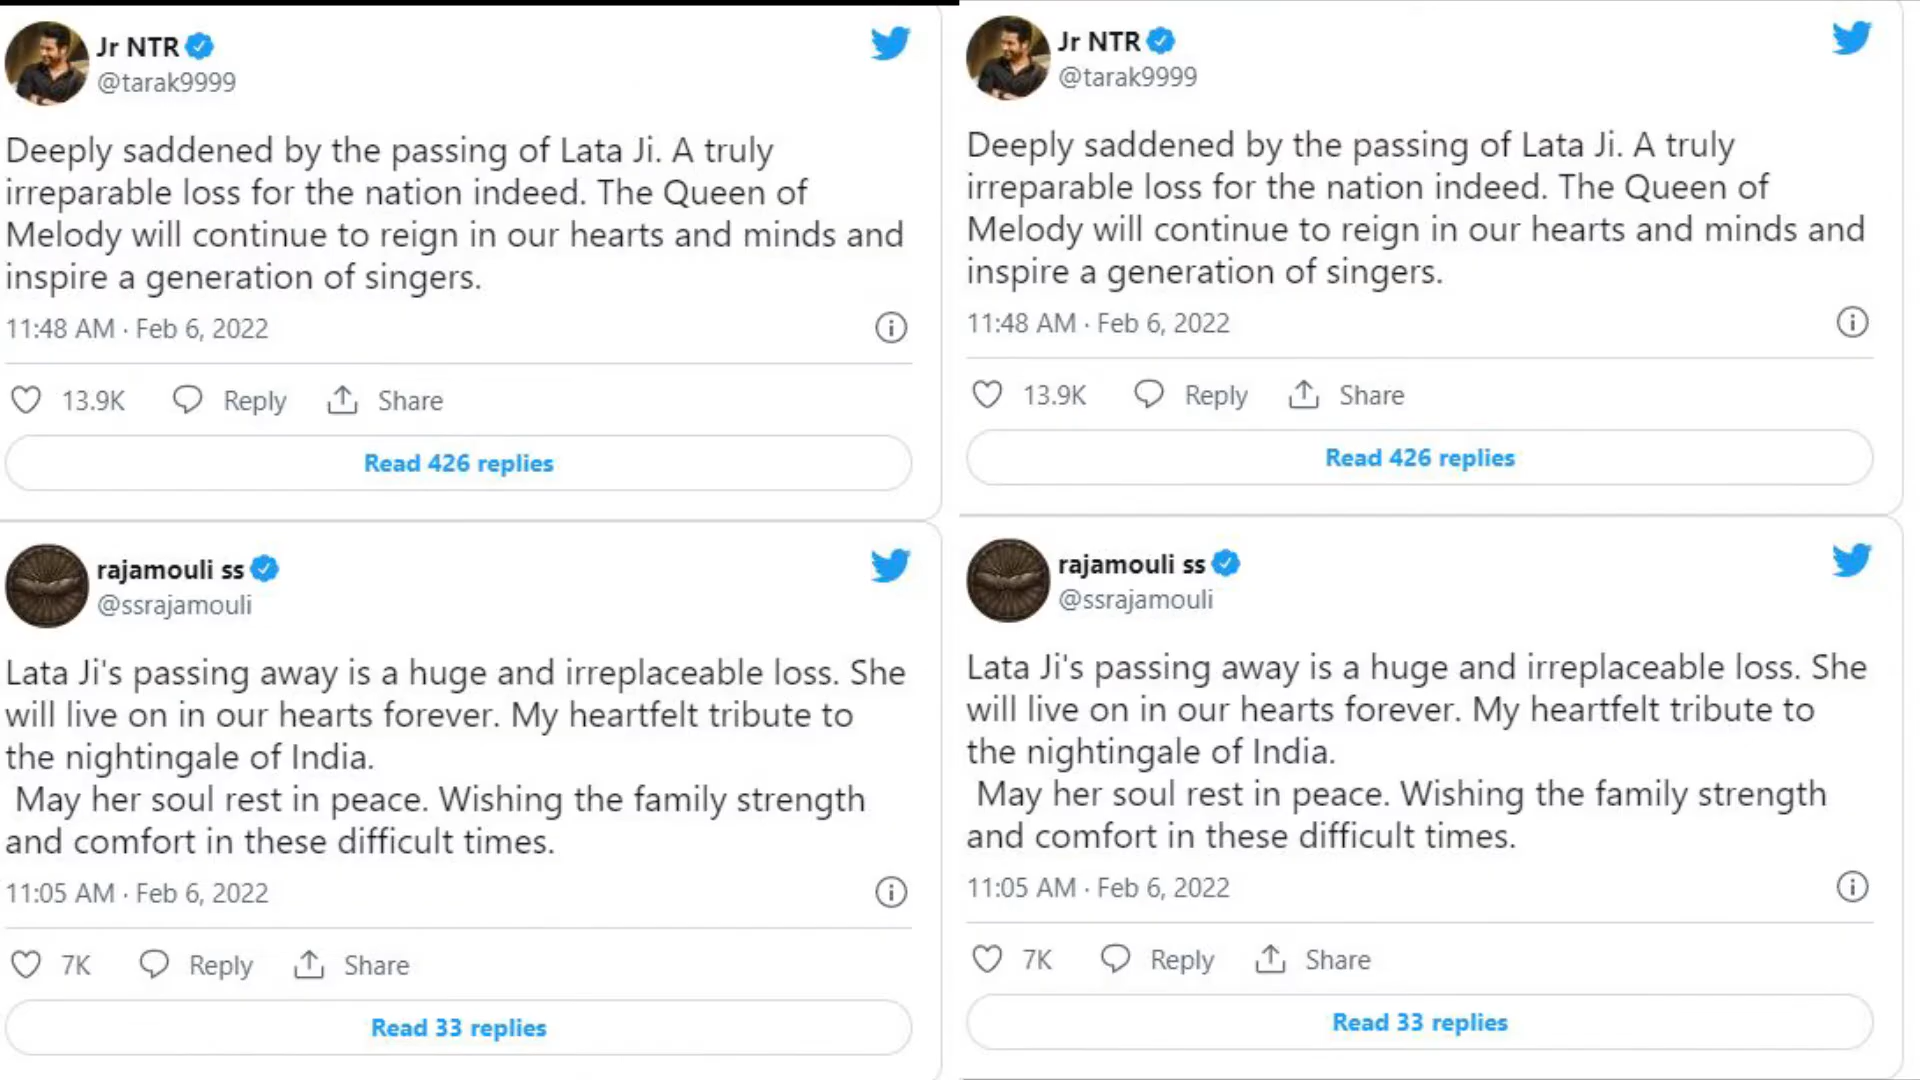 Jr NTR
@tarak9999
Deeply saddened by the passing of Lata Ji. A truly
irreparable loss for the nation indeed. The Queen of
Melody will continue to reign in our hearts and minds and
inspire a generation of singers.
11:48 AM · Feb 6, 2022
13.9K Reply Share
Read 426 replies
rajamouli ss
@ssrajamouli
Lata Ji's passing away is a huge and irreplaceable loss. She
will live on in our hearts forever. My heartfelt tribute to
the nightingale of India.
May her soul rest in peace. Wishing the family strength
and comfort in these difficult times.
11:05 AM · Feb 6, 2022
7K Reply Share
Read 33 replies
Jr NTR
@tarak9999
Deeply saddened by the passing of Lata Ji. A truly
irreparable loss for the nation indeed. The Queen of
Melody will continue to reign in our hearts and minds and
inspire a generation of singers.
11:48 AM · Feb 6, 2022
13.9K Reply Share
Read 426 replies
rajamouli ss
@ssrajamouli
Lata Ji's passing away is a huge and irreplaceable loss. She
will live on in our hearts forever. My heartfelt tribute to
the nightingale of India.
May her soul rest in peace. Wishing the family strength
and comfort in these difficult times.
11:05 AM · Feb 6, 2022
7K Reply Share
Read 33 replies